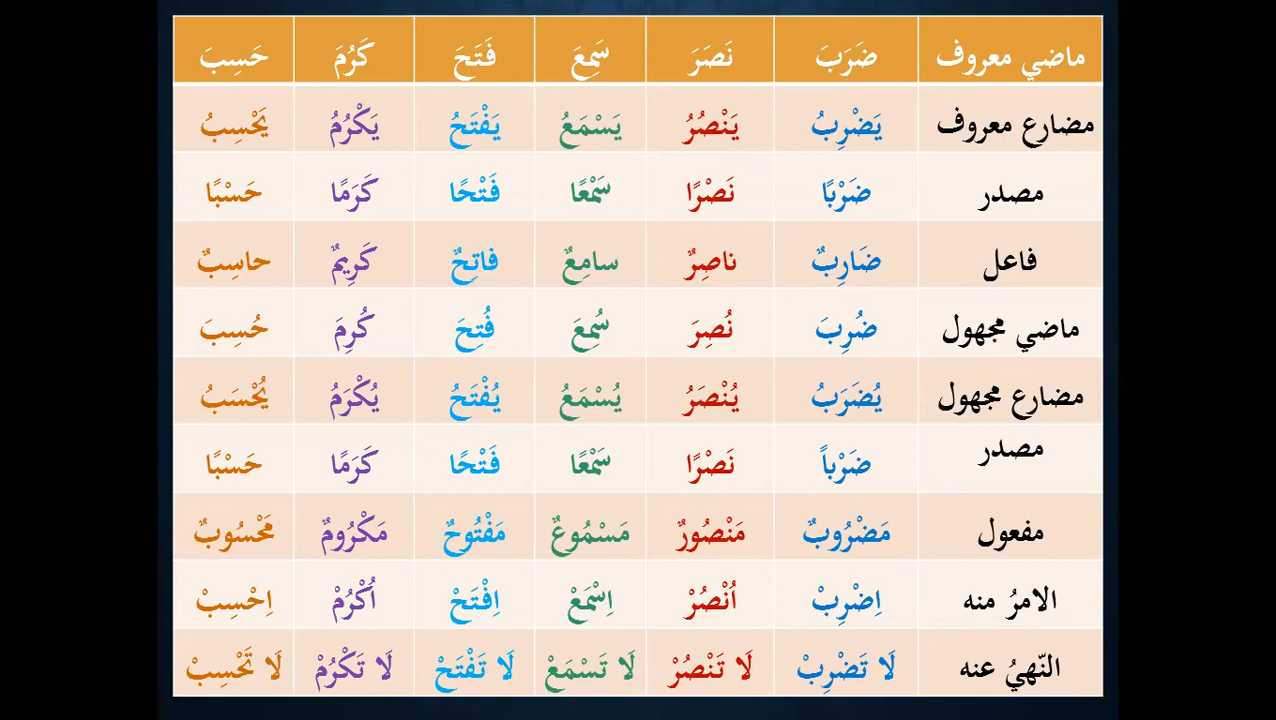 ماضي معروف ضَرَبَ نَصَرَ سَمِعَ فَتَحَ كَرُمَ حَسِبَ
مضارع معروف يَضْرِبُ يَنْصُرُ يَسْمَعُ يَفْتَحُ يَكْرُمُ يَحْسِبُ
مصدر ضَرْبًا نَصْرًا سَمْعًا فَتْحًا كَرَمًا حَسْبًا
فاعل ضَارِبٌ ناصِرٌ سامِعٌ فاتِحٌ كَرِيمٌ حاسِبٌ
ماضي مجهول ضُرِبَ نُصِرَ سُمِعَ فُتِحَ كُرِمَ حُسِبَ
مضارع مجهول يُضْرَبُ يُنْصَرُ يُسْمَعُ يُفْتَحُ يُكْرَمُ يُحْسَبُ
مصدر ضَرْباً نَصْرًا سَمْعًا فَتْحًا كَرَمًا حَسْبًا
مفعول مَضْرُوبٌ مَنْصُورٌ مَسْمُوعٌ مَفْتُوحٌ مَكْرُومٌ مَحْسُوبٌ
الامرُ منه اِضْرِبْ اُنْصُرْ اِسْمَعْ اِفْتَحْ اُكْرُمْ اِحْسِبْ
النّهيُ عنه لَا تَضْرِبْ لَا تَنْصُرْ لَا تَسْمَعْ لَا تَفْتَحْ لَا تَكْرُمْ لَا تَحْسِبْ